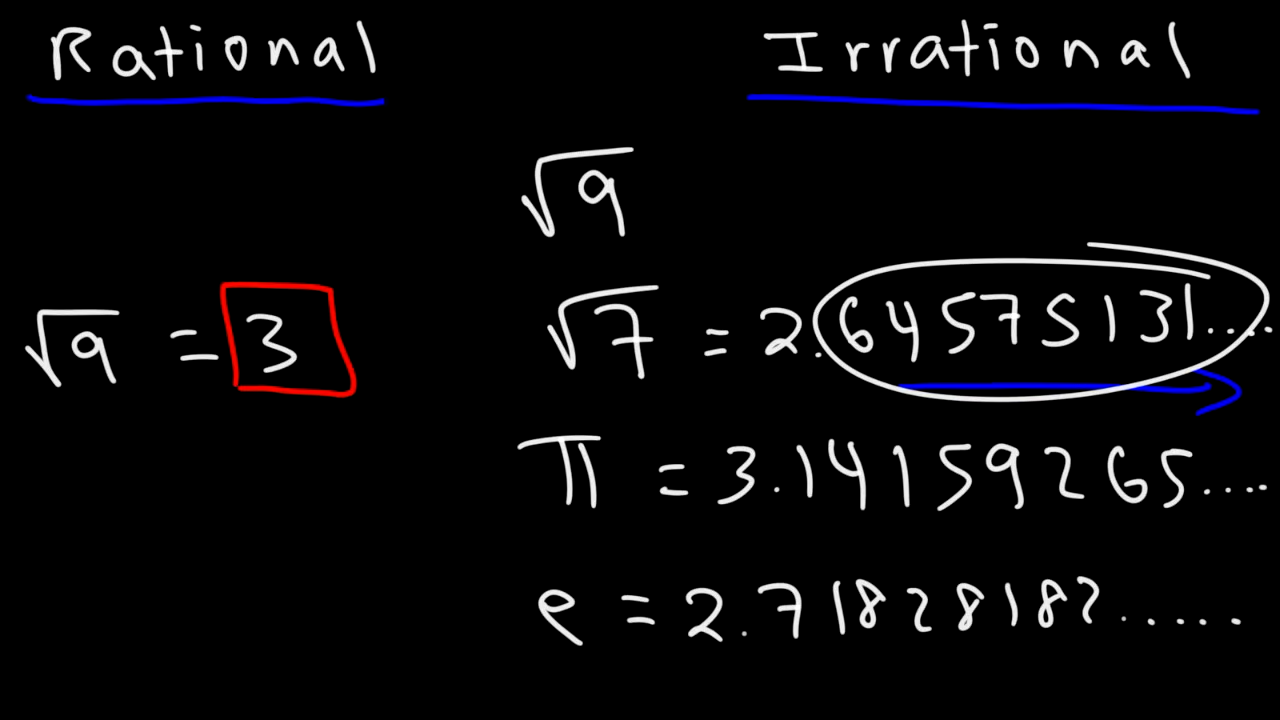 Rational Irrational
√9
√9 = 3 √7 = 2.64575131....
π = 3.14159265....
e = 2.71828182......